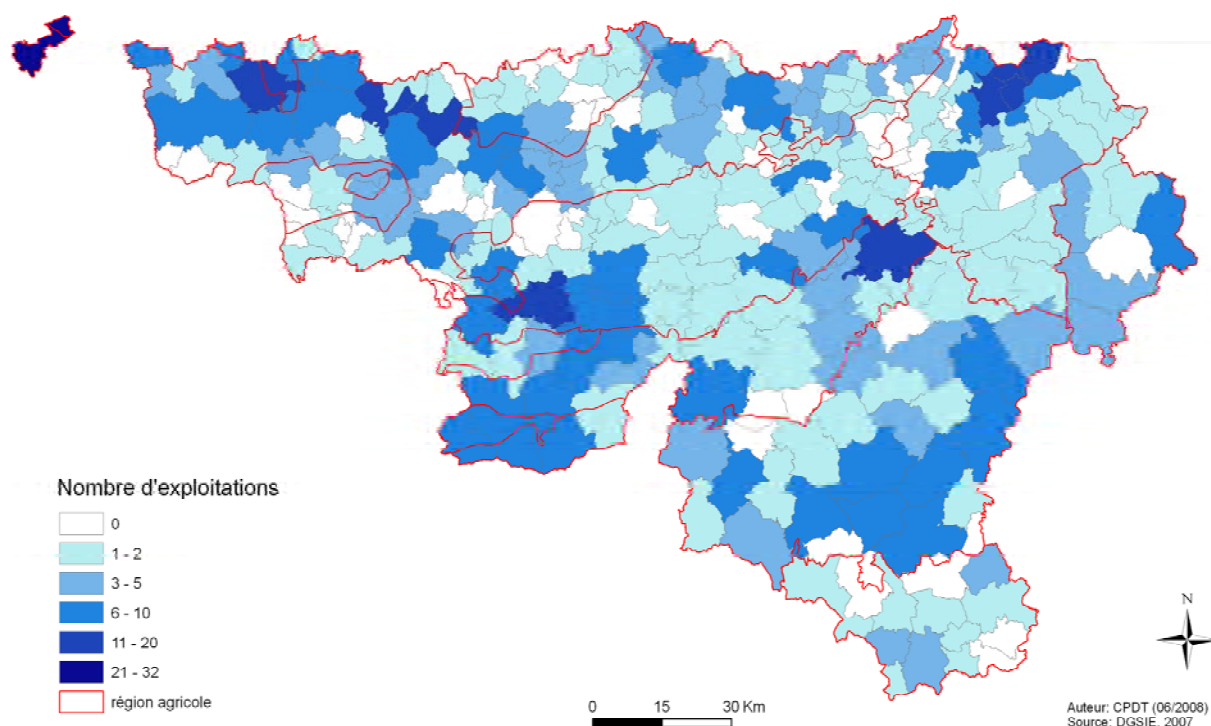 Nombre d'exploitations
0
1 - 2
3 - 5
6 - 10
11 - 20
21 - 32
région agricole
0 15 30 Km
N
Auteur: CPDT (06/2008)
Source: DGSIE, 2007